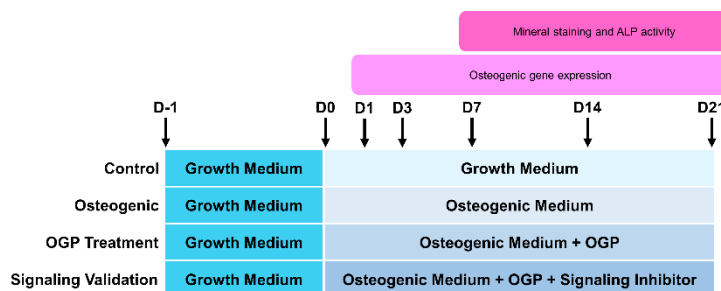 Mineral staining and ALP activity
Osteogenic gene expression
D-1 D0 D1 D3 D7 D14 D21
Control Growth Medium Growth Medium
Osteogenic Growth Medium Osteogenic Medium
OGP Treatment Growth Medium Osteogenic Medium + OGP
Signaling Validation Growth Medium Osteogenic Medium + OGP + Signaling Inhibitor